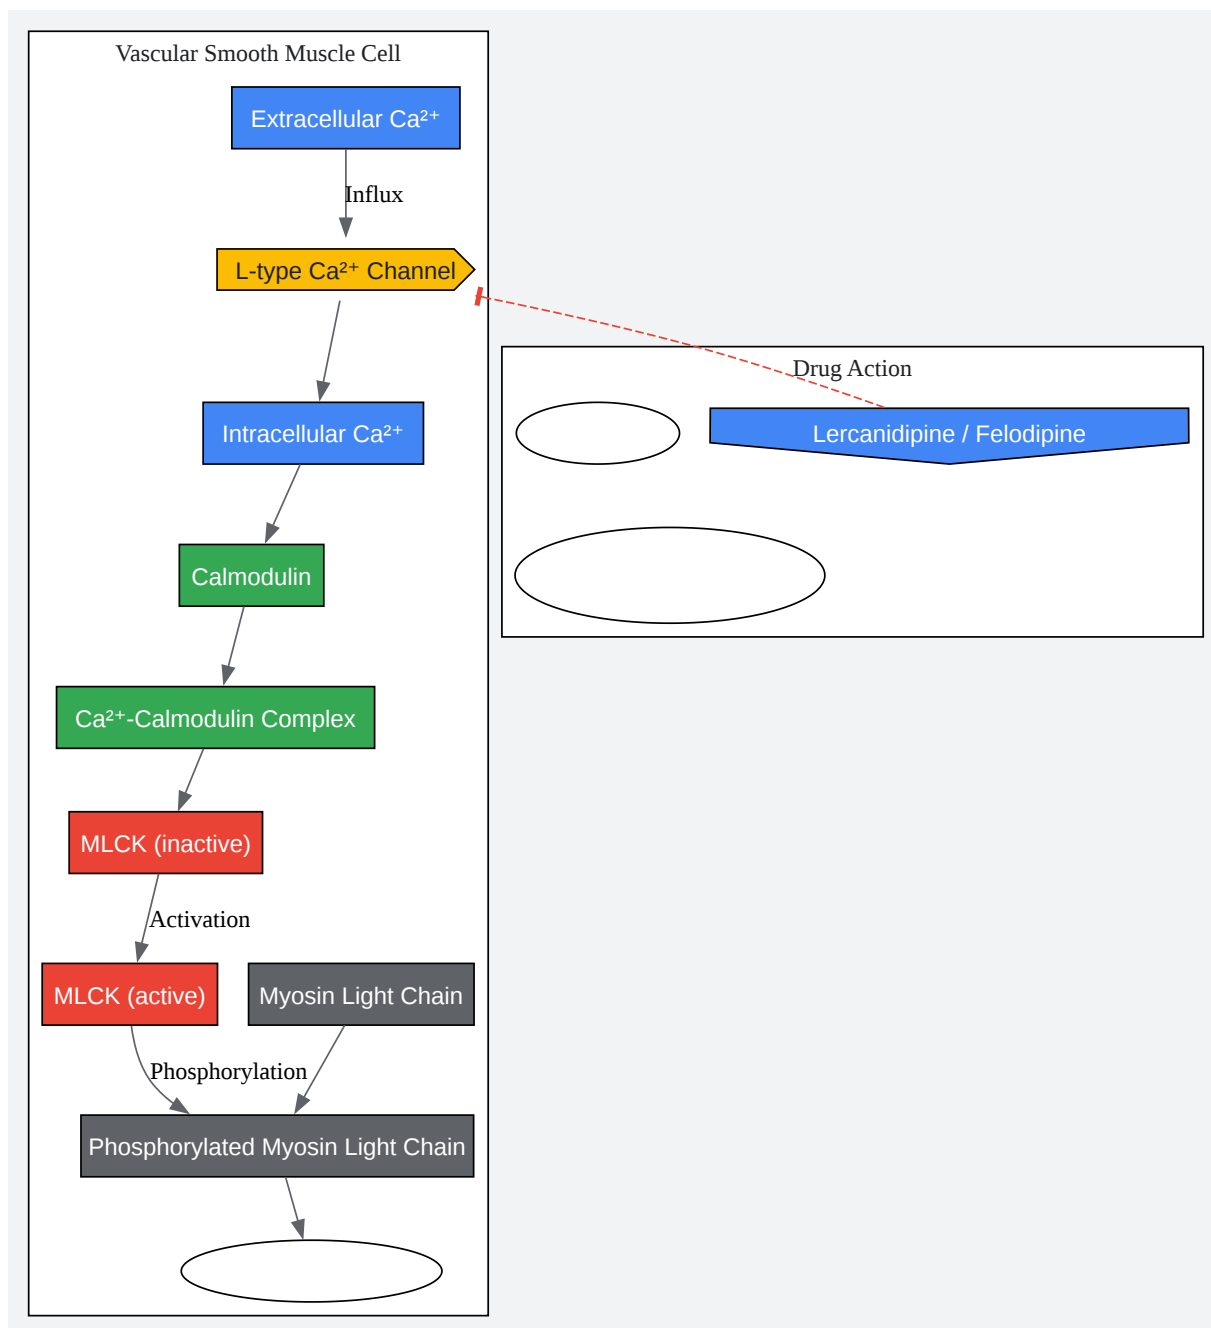 Vascular Smooth Muscle Cell
Extracellular Ca²⁺
Influx
L-type Ca²⁺ Channel
Drug Action
Lercanidipine / Felodipine
Intracellular Ca²⁺
Calmodulin
Ca²⁺-Calmodulin Complex
MLCK (inactive)
Activation
MLCK (active)
Myosin Light Chain
Phosphorylation
Phosphorylated Myosin Light Chain